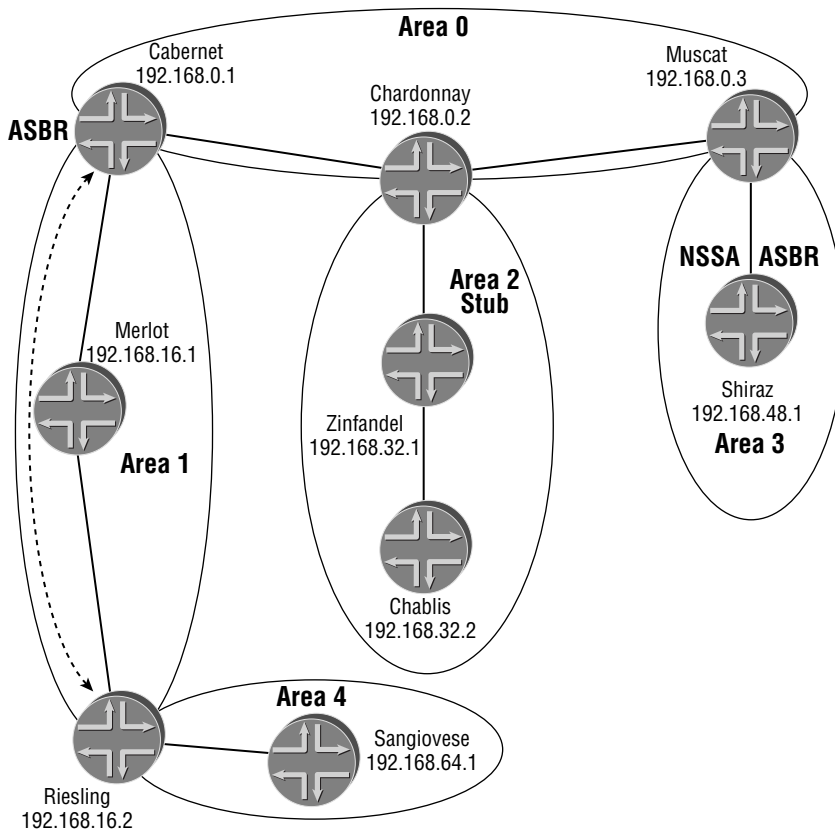 Area 0
Cabernet
192.168.0.1
Muscat
192.168.0.3
Chardonnay
192.168.0.2
ASBR
NSSA ASBR
Area 2
Stub
Merlot
192.168.16.1
Shiraz
192.168.48.1
Area 3
Zinfandel
192.168.32.1
Area 1
Chablis
192.168.32.2
Area 4
Sangiovese
192.168.64.1
Riesling
192.168.16.2